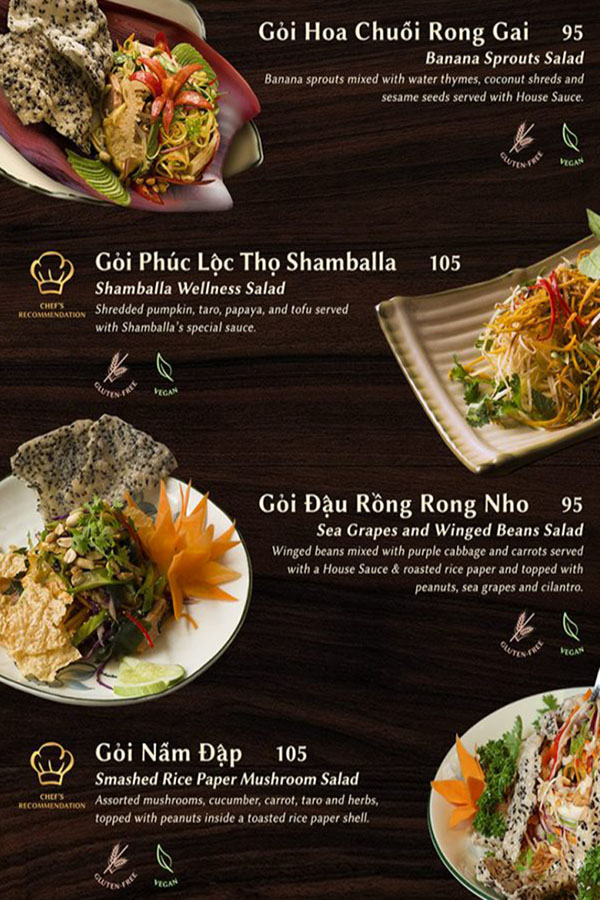 Gỏi Hoa Chuối Rong Gai 95
Banana Sprouts Salad
Banana sprouts mixed with water thymes, coconut shreds and
sesame seeds served with House Sauce.
GLUTEN-FREE VEGAN
Gỏi Phúc Lộc Thọ Shamballa 105
Shamballa Wellness Salad
CHEF'S
RECOMMENDATION
Shredded pumpkin, taro, papaya, and tofu served
with Shamballa's special sauce.
GLUTEN-FREE VEGAN
Gỏi Đậu Rồng Rong Nho 95
Sea Grapes and Winged Beans Salad
Winged beans mixed with purple cabbage and carrots served
with a House Sauce & roasted rice paper and topped with
peanuts, sea grapes and cilantro.
GLUTEN-FREE VEGAN
Gỏi Nấm Đập 105
Smashed Rice Paper Mushroom Salad
CHEF'S
RECOMMENDATION
Assorted mushrooms, cucumber, carrot, taro and herbs,
topped with peanuts inside a toasted rice paper shell.
GLUTEN-FREE VEGAN